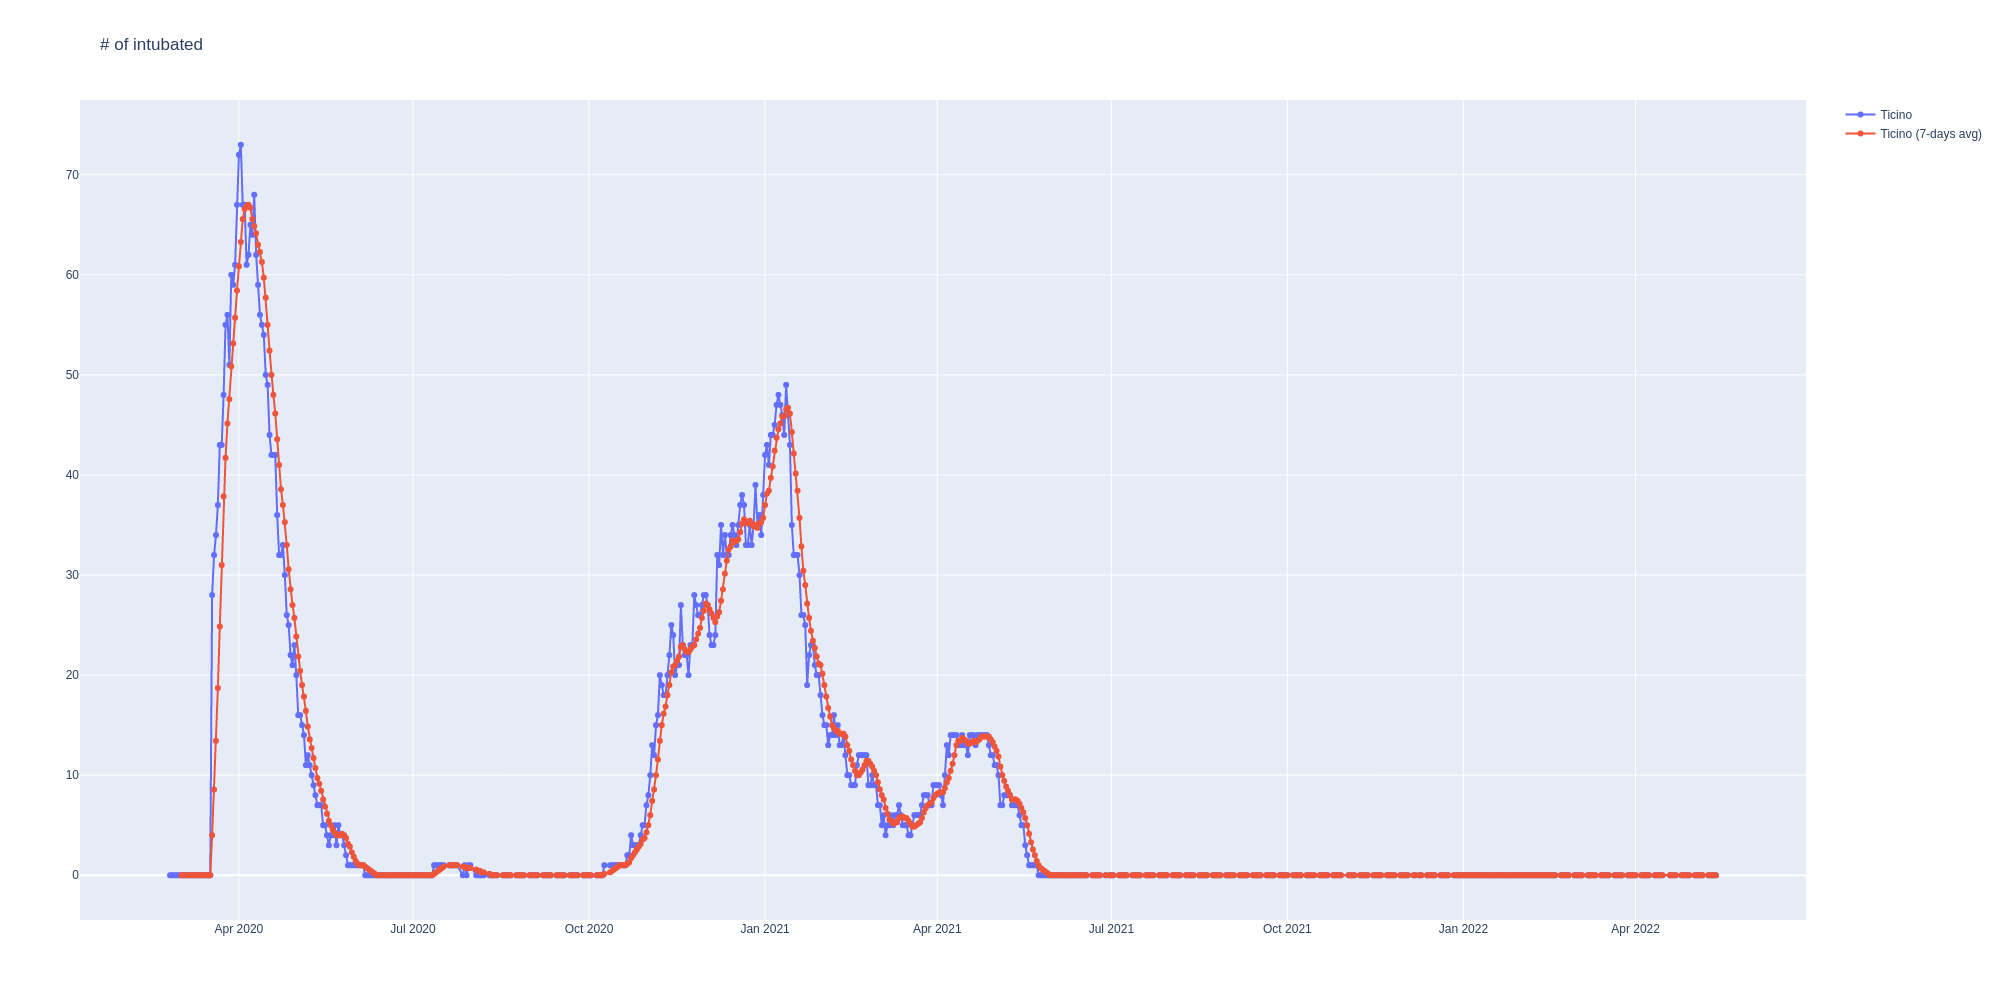 # of intubated
Ticino
Ticino (7-days avg)
70
60
50
40
30
20
10
0
Apr 2020
Jul 2020
Oct 2020
Jan 2021
Apr 2021
Jul 2021
Oct 2021
Jan 2022
Apr 2022